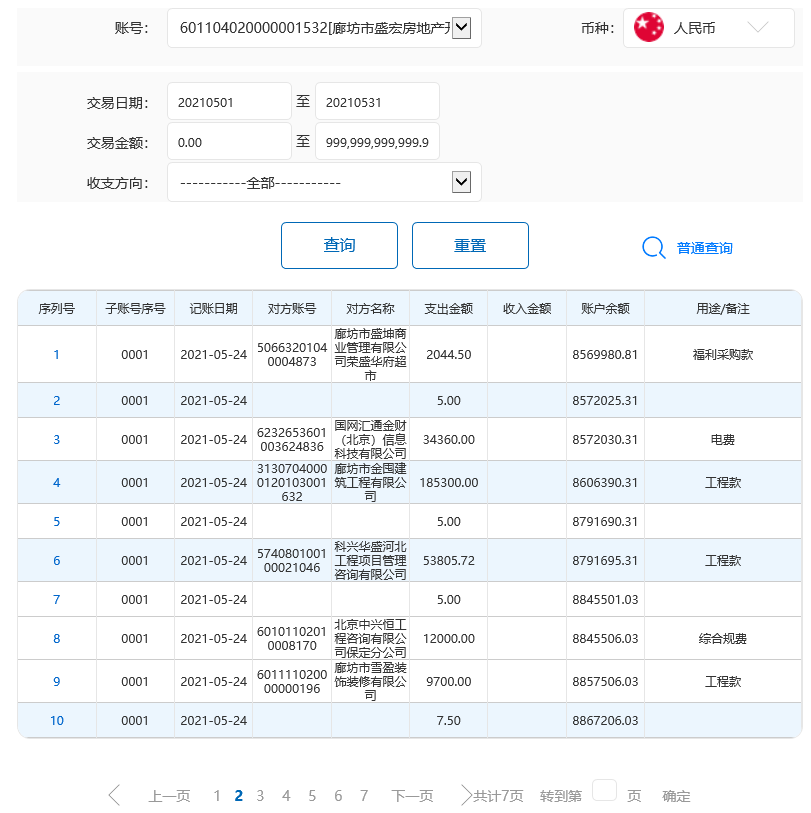 账号： 601104020000001532[廊坊市盛宏房地产开 币种： 人民币
交易日期： 20210501 至 20210531
交易金额： 0.00 至 999,999,999,999.9
收支方向： -----------全部-----------
查询 重置 普通查询
序列号 子账号序号 记账日期 对方账号 对方名称 支出金额 收入金额 账户余额 用途/备注
1 0001 2021-05-24 50663201040004873 廊坊市盛坤商业管理有限公司荣盛华府超市 2044.50 8569980.81 福利采购款
2 0001 2021-05-24 5.00 8572025.31
3 0001 2021-05-24 6232653601003624836 国网汇通金财（北京）信息科技有限公司 34360.00 8572030.31 电费
4 0001 2021-05-24 31307040000120103001632 廊坊市金围建筑工程有限公司 185300.00 8606390.31 工程款
5 0001 2021-05-24 5.00 8791690.31
6 0001 2021-05-24 574080100100021046 科兴华盛河北工程项目管理咨询有限公司 53805.72 8791695.31 工程款
7 0001 2021-05-24 5.00 8845501.03
8 0001 2021-05-24 60101102010008170 北京中兴恒工程咨询有限公司保定分公司 12000.00 8845506.03 综合规费
9 0001 2021-05-24 601111020000000196 廊坊市雪盈装饰装修有限公司 9700.00 8857506.03 工程款
10 0001 2021-05-24 7.50 8867206.03
上一页 1 2 3 4 5 6 7 下一页 共计7页 转到第 页 确定